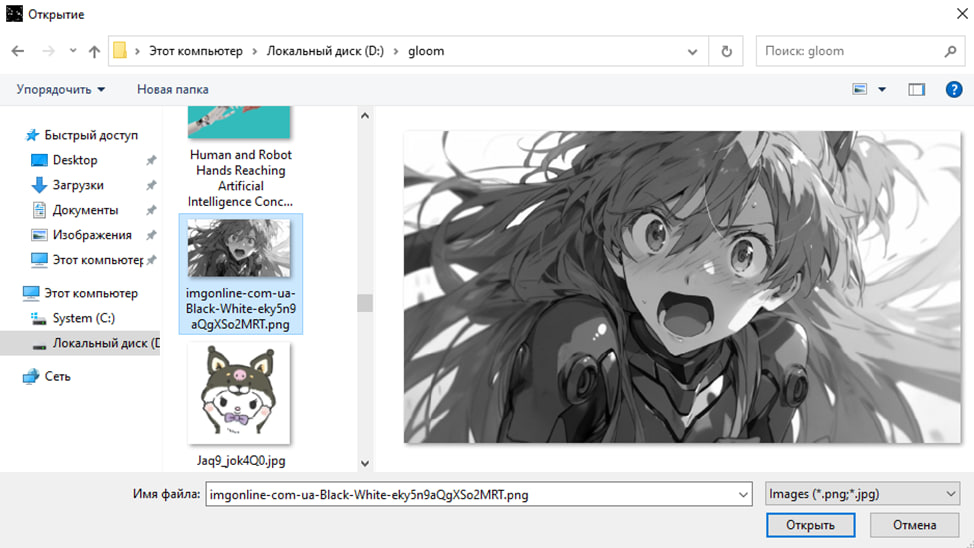 Открытие
Этот компьютер
Локальный диск (D:)
gloom
Поиск: gloom
Упорядочить
Новая папка
Быстрый доступ
Desktop
Загрузки
Документы
Изображения
Этот компьютер
Этот компьютер
System (C:)
Локальный диск (D
Сеть
Human and Robot
Hands Reaching
Artificial
Intelligence Conc...
imgonline-com-ua-
Black-White-eky5n9
aQgXSo2MRT.png
Jaq9_jok4Q0.jpg
Имя файла:
imgonline-com-ua-Black-White-eky5n9aQgXSo2MRT.png
Images (*.png;*.jpg)
Открыть
Отмена